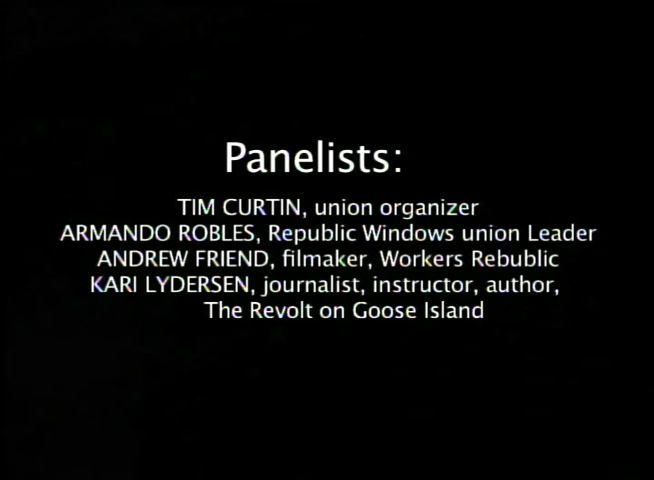 Panelists:
TIM CURTIN, union organizer
ARMANDO ROBLES, Republic Windows union Leader
ANDREW FRIEND, filmaker, Workers Rebublic
KARI LYDERSEN, journalist, instructor, author,
The Revolt on Goose Island